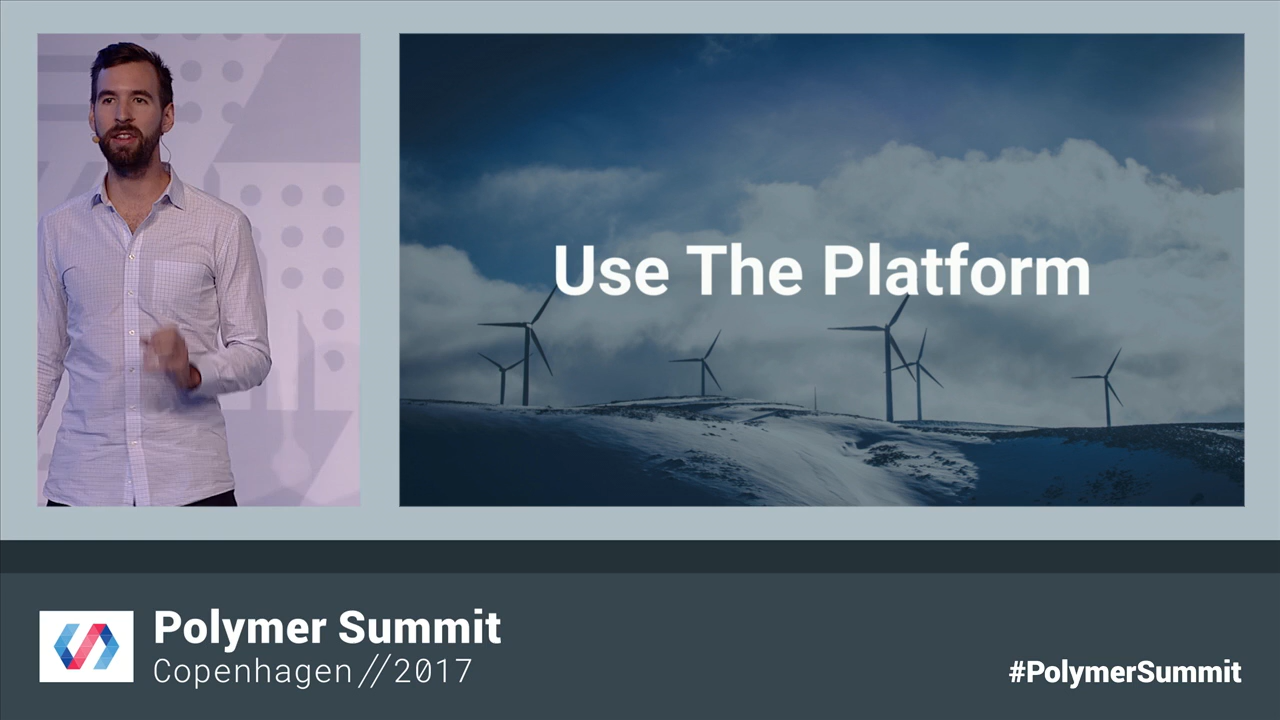 Use The Platform
Polymer Summit
Copenhagen//2017
#PolymerSummit